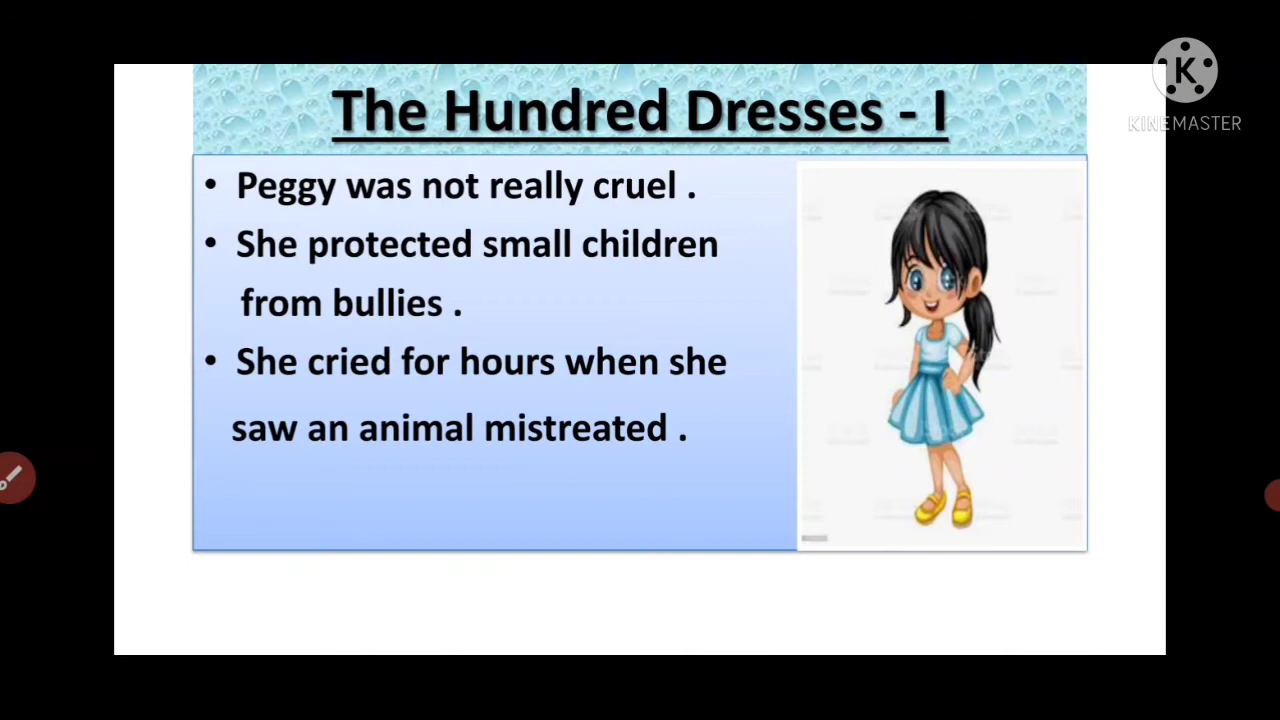 The Hundred Dresses - I
• Peggy was not really cruel .
• She protected small children
from bullies .
• She cried for hours when she
saw an animal mistreated .
K
KINEMASTER